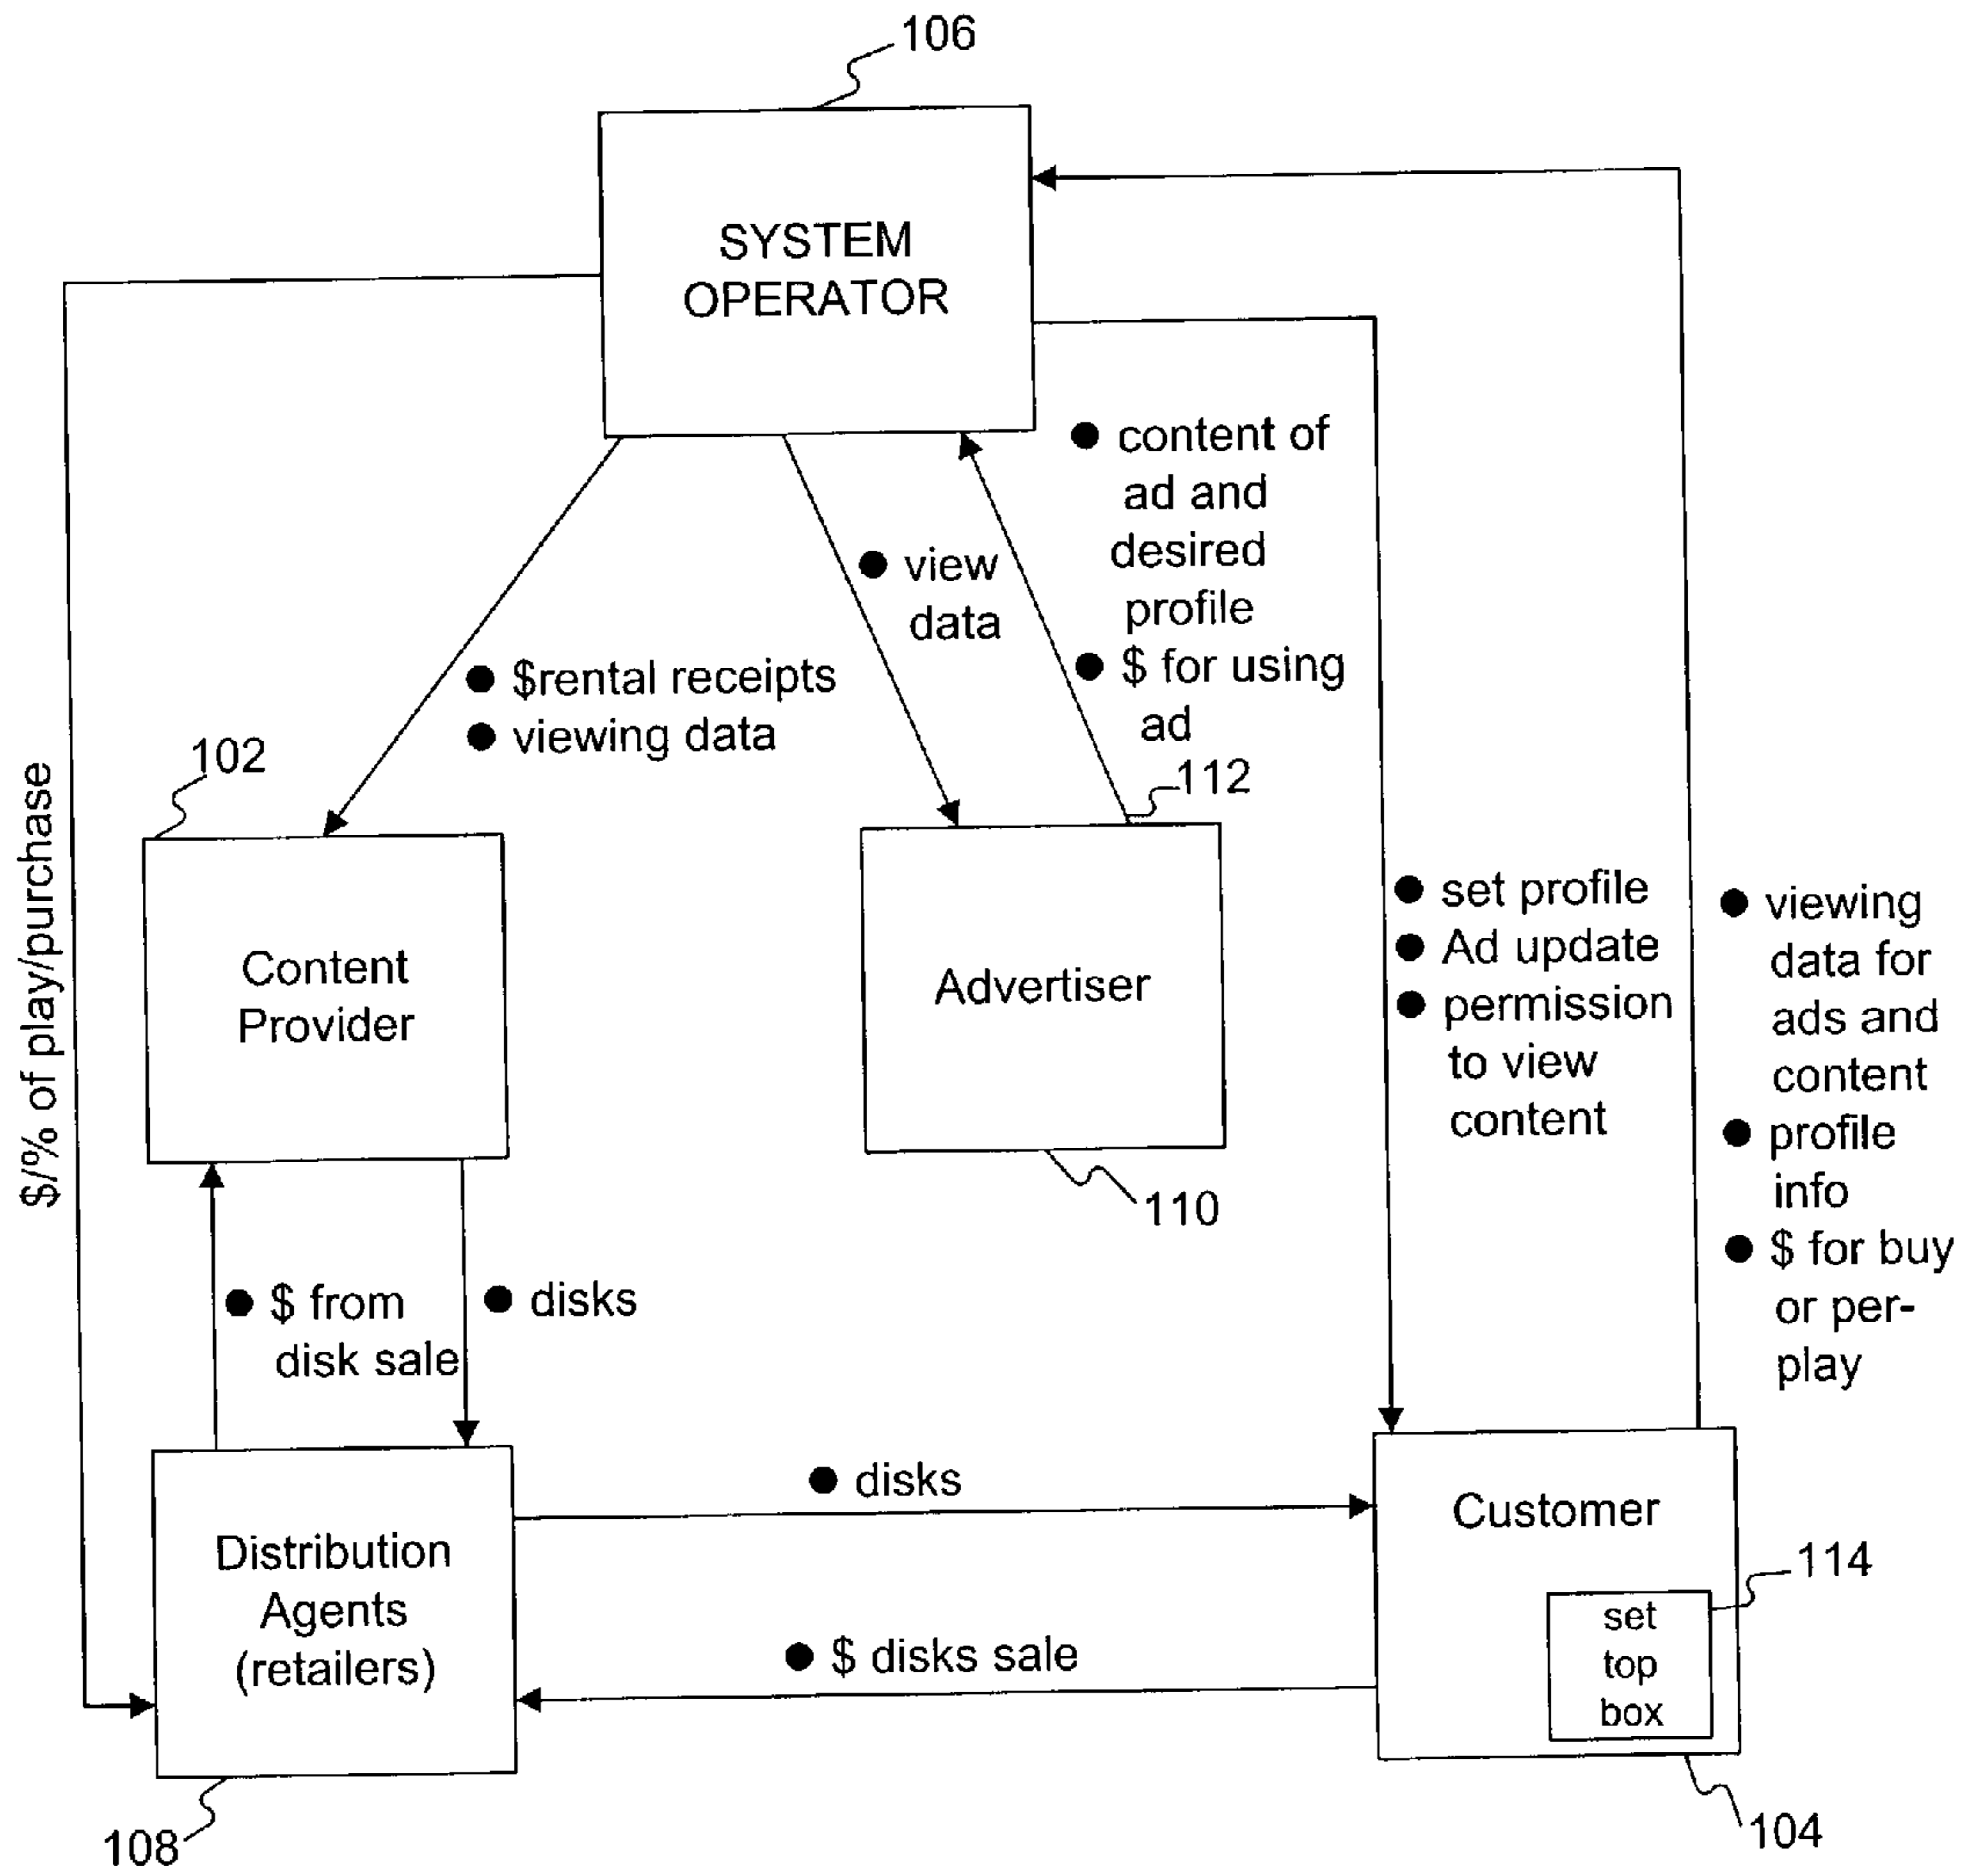 106
SYSTEM
OPERATOR
● content of
ad and
desired
profile
● $ for using
ad
● view
data
● $rental receipts
● viewing data
102
112
$/% of play/purchase
Content
Provider
Advertiser
● set profile
● Ad update
● permission
to view
content
● viewing
data for
ads and
content
● profile
info
● $ for buy
or per-
play
110
● $ from
disk sale
● disks
● disks
Customer
114
Distribution
Agents
(retailers)
set
top
box
● $ disks sale
108
104